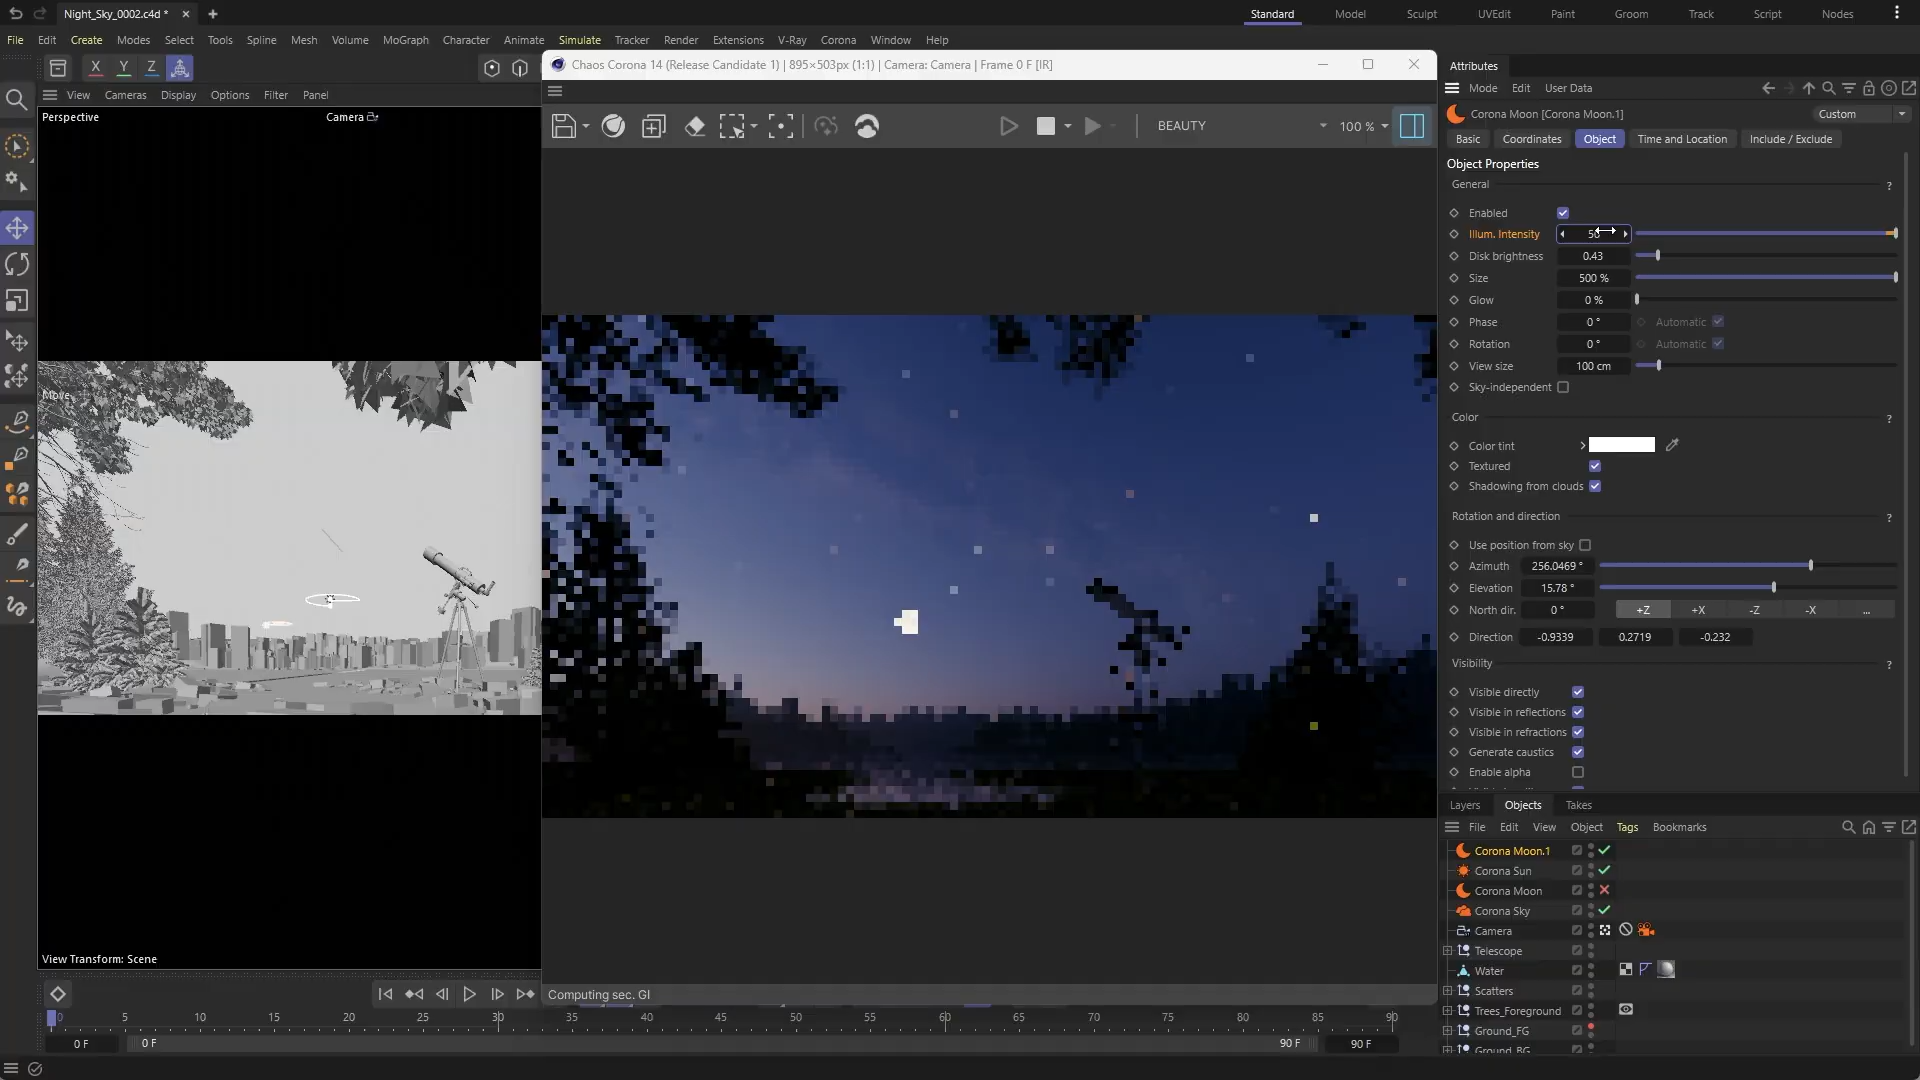 Night_Sky_0002.c4d *
Standard Model Sculpt UVEdit Paint Groom Track Script Nodes
File Edit Create Modes Select Tools Spline Mesh Volume MoGraph Character Animate Simulate Tracker Render Extensions V-Ray Corona Window Help
X Y Z
Chaos Corona 14 (Release Candidate 1) | 895×503px (1:1) | Camera: Camera | Frame 0 F [IR]
View Cameras Display Options Filter Panel
Perspective
Camera
Move
View Transform: Scene
BEAUTY
100 %
Computing sec. GI
Attributes
Mode Edit User Data
Corona Moon [Corona Moon.1]
Custom
Basic Coordinates Object Time and Location Include / Exclude
Object Properties
General ?
Enabled
Illum. Intensity 50
Disk brightness 0.43
Size 500 %
Glow 0 %
Phase 0 ° Automatic
Rotation 0 ° Automatic
View size 100 cm
Sky-independent
Color ?
Color tint
Textured
Shadowing from clouds
Rotation and direction ?
Use position from sky
Azimuth 256.0469 °
Elevation 15.78 °
North dir. 0 ° +Z +X -Z -X ...
Direction -0.9339 0.2719 -0.232
Visibility ?
Visible directly
Visible in reflections
Visible in refractions
Generate caustics
Enable alpha
Layers Objects Takes
File Edit View Object Tags Bookmarks
Corona Moon.1
Corona Sun
Corona Moon
Corona Sky
Camera
Telescope
Water
Scatters
Trees_Foreground
Ground_FG
Ground_BG
0 5 10 15 20 25 30 35 40 45 50 55 60 65 70 75 80 85 90
0 F 0 F 90 F 90 F